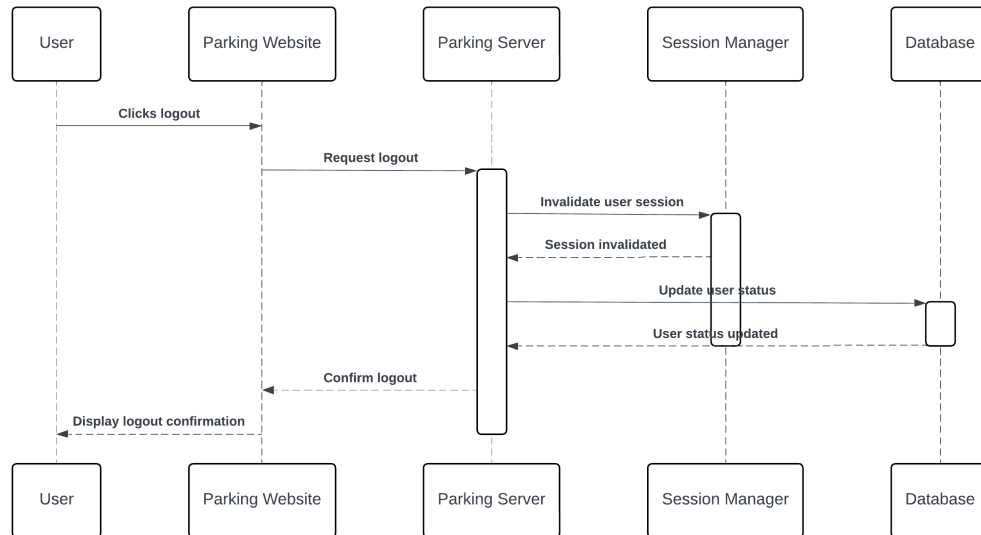 User
Parking Website
Parking Server
Session Manager
Database
Clicks logout
Request logout
Invalidate user session
Session invalidated
Update user status
User status updated
Confirm logout
Display logout confirmation
User
Parking Website
Parking Server
Session Manager
Database